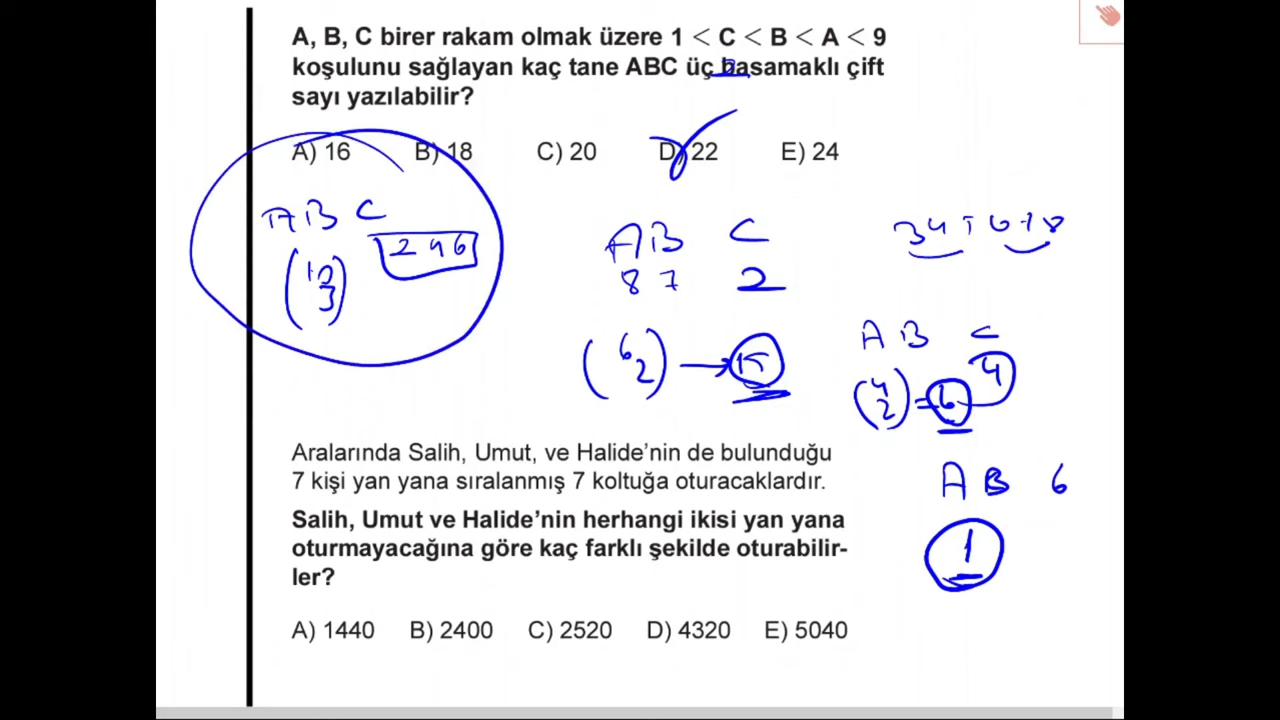 A, B, C birer rakam olmak üzere 1 < C < B < A < 9
koşulunu sağlayan kaç tane ABC üç basamaklı çift
sayı yazılabilir?
A) 16 B) 18 C) 20 D) 22 E) 24
A B C
2 4 6
(10 3)
A B C
8 7 2
(6 2) → 15
3 4 5 6 7 8
A B C
4
(4 2) = 6
A B 6
1
Aralarında Salih, Umut, ve Halide’nin de bulunduğu
7 kişi yan yana sıralanmış 7 koltuğa oturacaklardır.
Salih, Umut ve Halide’nin herhangi ikisi yan yana
oturmayacağına göre kaç farklı şekilde oturabilir-
ler?
A) 1440 B) 2400 C) 2520 D) 4320 E) 5040